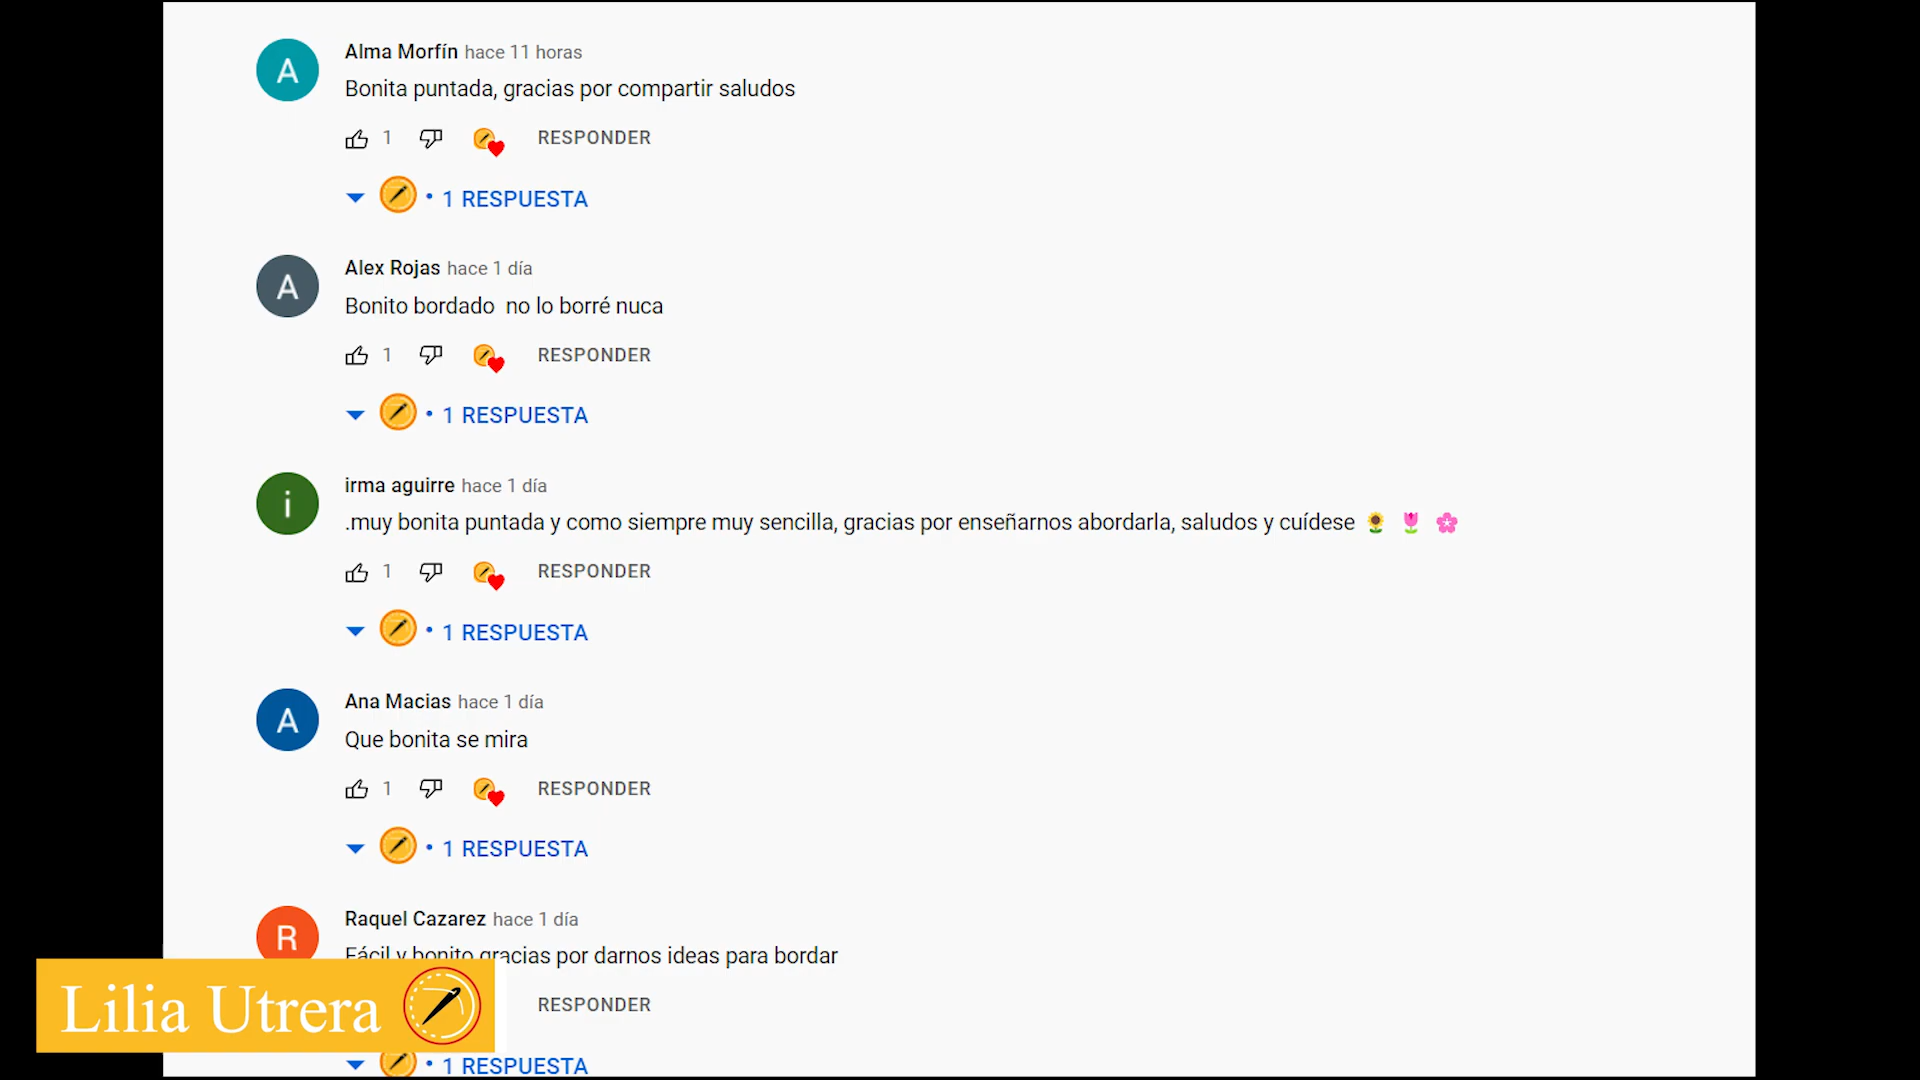 A
Alma Morfín hace 11 horas
Bonita puntada, gracias por compartir saludos
1 RESPONDER
• 1 RESPUESTA
A
Alex Rojas hace 1 día
Bonito bordado  no lo borré nuca
1 RESPONDER
• 1 RESPUESTA
i
irma aguirre hace 1 día
.muy bonita puntada y como siempre muy sencilla, gracias por enseñarnos abordarla, saludos y cuídese 🌻 🌷 🌸
1 RESPONDER
• 1 RESPUESTA
A
Ana Macias hace 1 día
Que bonita se mira
1 RESPONDER
• 1 RESPUESTA
R
Raquel Cazarez hace 1 día
Fácil y bonito gracias por darnos ideas para bordar
RESPONDER
Lilia Utrera
• 1 RESPUESTA